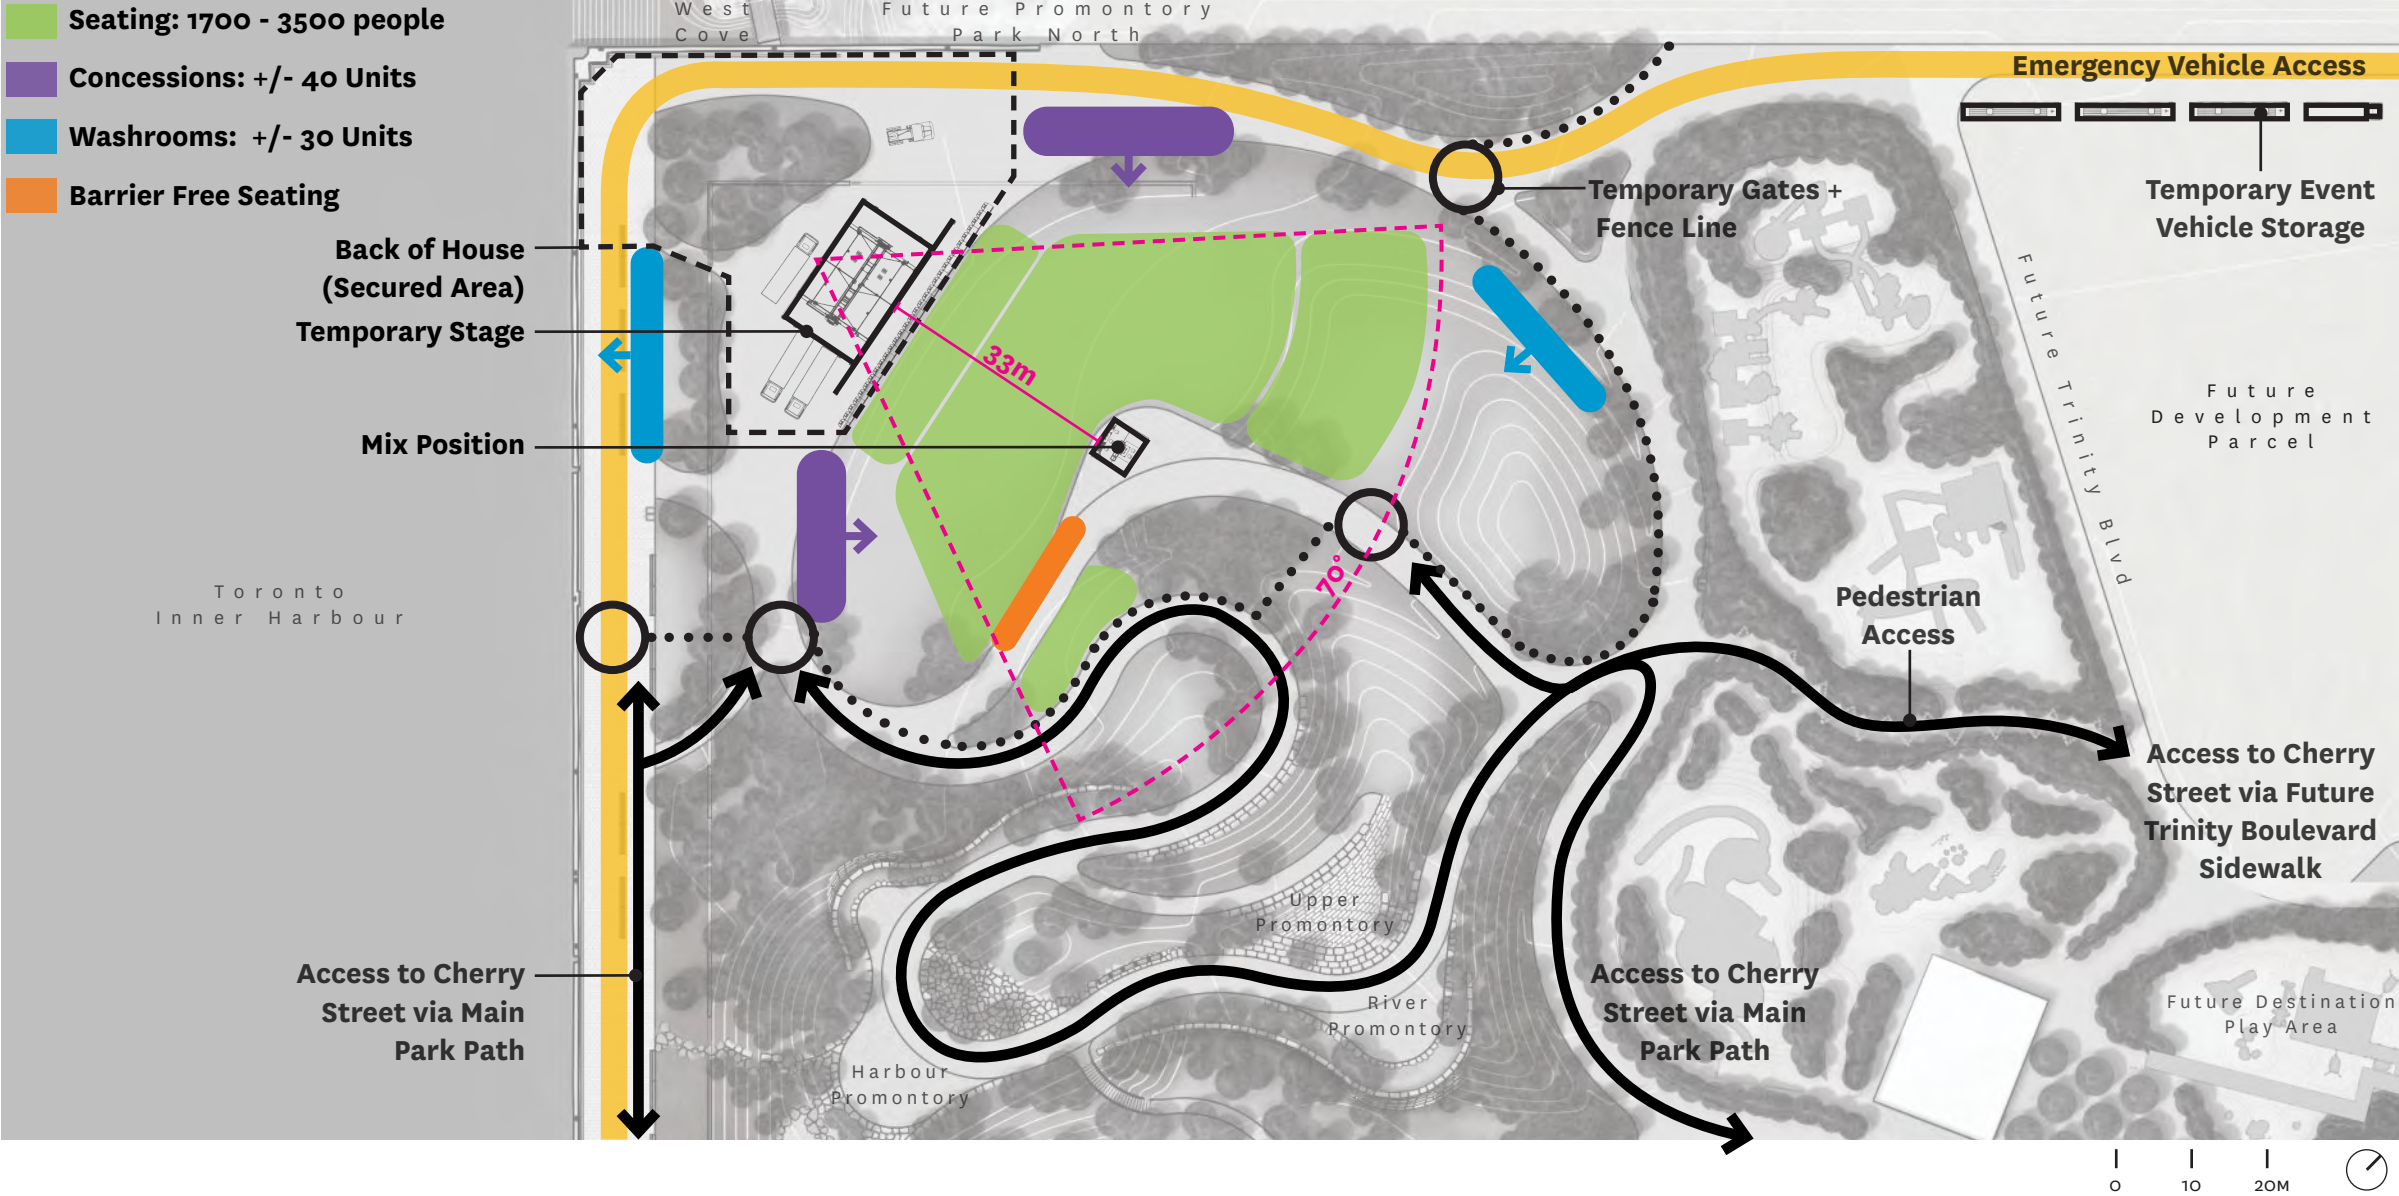 Seating: 1700 - 3500 people
Concessions: +/- 40 Units
Washrooms: +/- 30 Units
Barrier Free Seating
West
Cove
Future Promontory
Park North
Emergency Vehicle Access
Temporary Gates +
Fence Line
Temporary Event
Vehicle Storage
Back of House
(Secured Area)
Temporary Stage
33m
Mix Position
Future Trinity Blvd
Future
Development
Parcel
Toronto
Inner Harbour
70°
Pedestrian
Access
Access to Cherry
Street via Future
Trinity Boulevard
Sidewalk
Upper
Promontory
Access to Cherry
Street via Main
Park Path
River
Promontory
Access to Cherry
Street via Main
Park Path
Future Destination
Play Area
Harbour
Promontory
0 10 20M